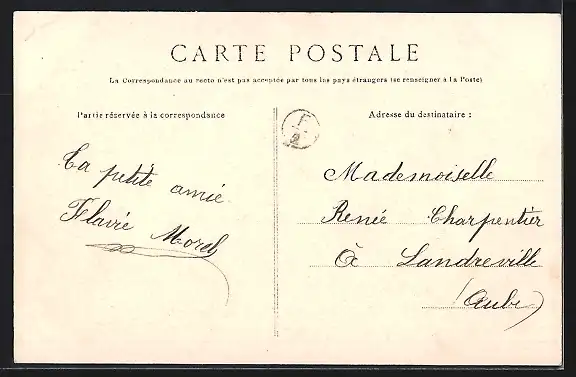 CARTE POSTALE
La Correspondance au recto n'est pas acceptée par tous les pays étrangers (se renseigner à la Poste)
Partie réservée à la correspondance
Ta petite amie
Flavie Morel
Adresse du destinataire :
Mademoiselle
Renée Charpentier
à Landreville
(Aube)